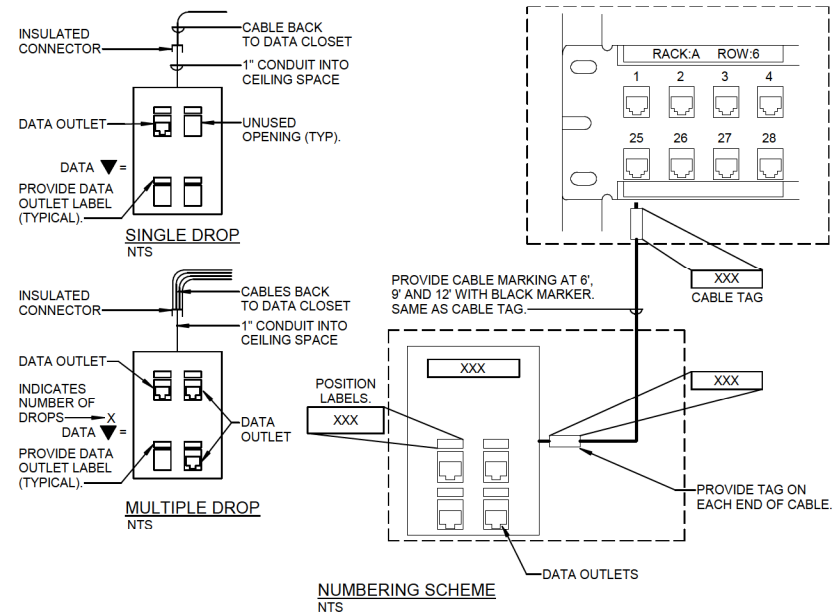 INSULATED
CONNECTOR
CABLE BACK
TO DATA CLOSET
1" CONDUIT INTO
CEILING SPACE
DATA OUTLET
UNUSED
OPENING (TYP).
DATA ▼ =
PROVIDE DATA
OUTLET LABEL
(TYPICAL).
SINGLE DROP
NTS
INSULATED
CONNECTOR
CABLES BACK
TO DATA CLOSET
1" CONDUIT INTO
CEILING SPACE
DATA OUTLET
INDICATES
NUMBER OF
DROPS X
DATA ▼ =
DATA
OUTLET
PROVIDE DATA
OUTLET LABEL
(TYPICAL).
MULTIPLE DROP
NTS
RACK:A ROW:6
1 2 3 4
25 26 27 28
XXX
CABLE TAG
PROVIDE CABLE MARKING AT 6',
9' AND 12' WITH BLACK MARKER.
SAME AS CABLE TAG.
XXX
POSITION
LABELS.
XXX
XXX
PROVIDE TAG ON
EACH END OF CABLE.
DATA OUTLETS
NUMBERING SCHEME
NTS